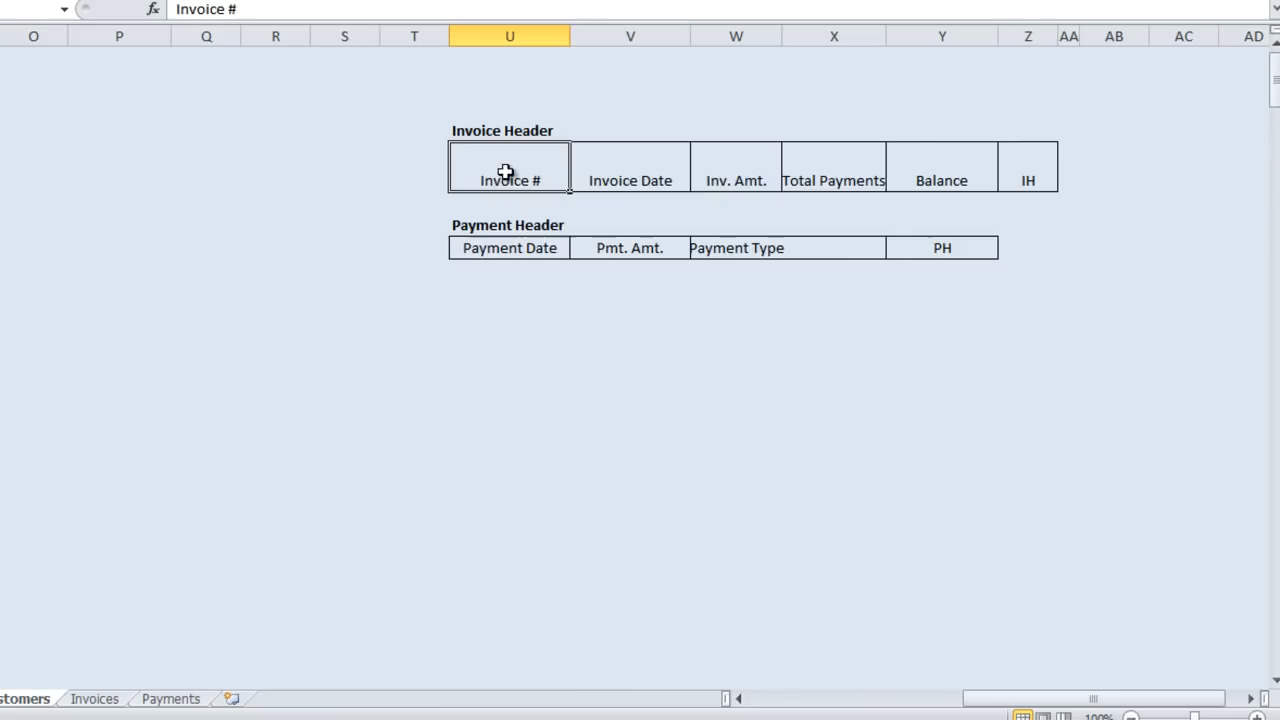 fx Invoice #
O P Q R S T U V W X Y Z AA AB AC AD
Invoice Header
Invoice # Invoice Date Inv. Amt. Total Payments Balance IH
Payment Header
Payment Date Pmt. Amt. Payment Type PH
stomers Invoices Payments
100%